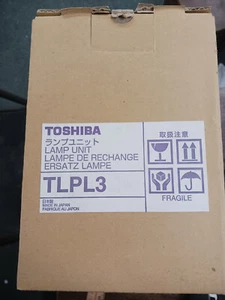 TOSHIBA
ランプユニット
LAMP UNIT
LAMPE DE RECHANGE
ERSATZ LAMPE
TLPL3
日本製
MADE IN JAPAN
FABRIQUE AU JAPON
取扱注意
FRAGILE